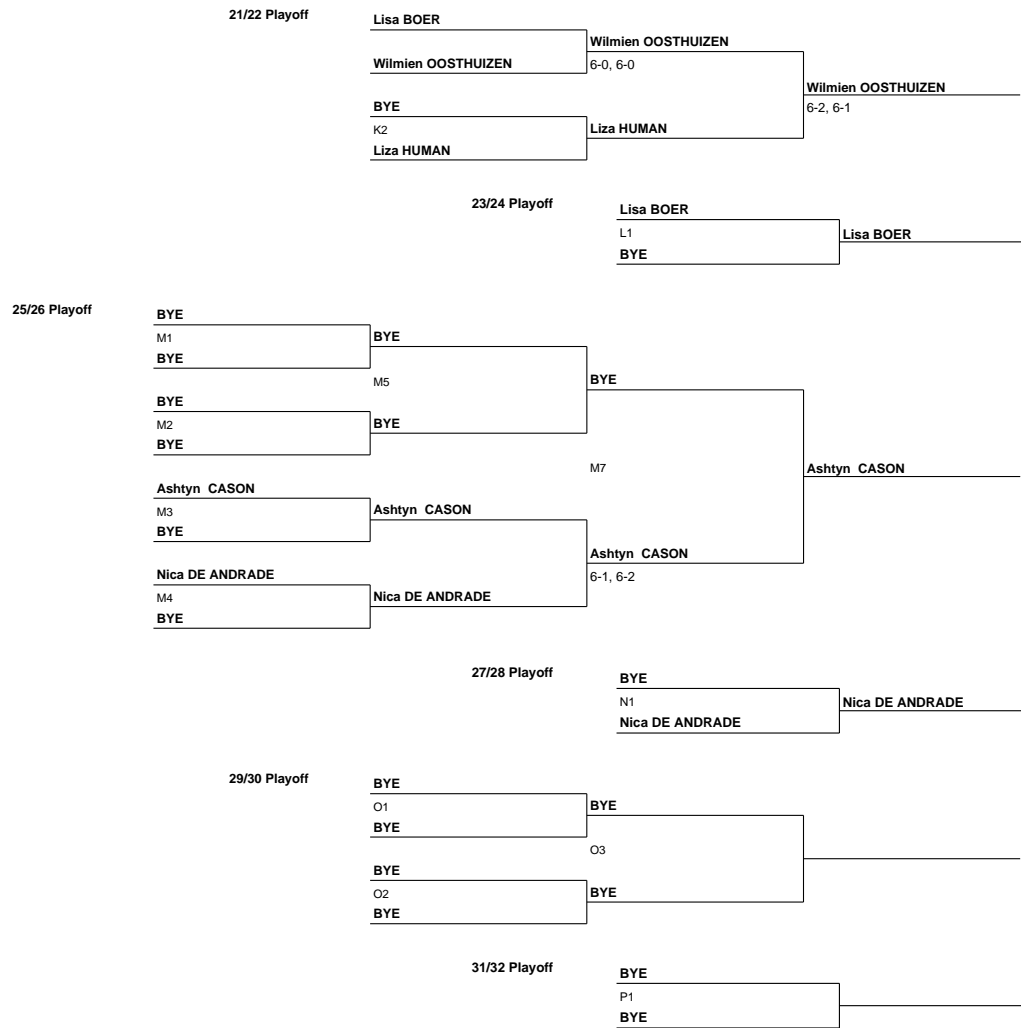 21/22 Playoff
Lisa BOER
Wilmien OOSTHUIZEN
Wilmien OOSTHUIZEN
6-0, 6-0
Wilmien OOSTHUIZEN
6-2, 6-1
BYE
K2
Liza HUMAN
Liza HUMAN
23/24 Playoff
Lisa BOER
L1
Lisa BOER
BYE
25/26 Playoff
BYE
M1
BYE
BYE
M5
BYE
BYE
M2
BYE
BYE
M7
Ashtyn CASON
Ashtyn CASON
M3
Ashtyn CASON
BYE
Ashtyn CASON
6-1, 6-2
Nica DE ANDRADE
M4
Nica DE ANDRADE
BYE
27/28 Playoff
BYE
N1
Nica DE ANDRADE
Nica DE ANDRADE
29/30 Playoff
BYE
O1
BYE
BYE
O3
BYE
O2
BYE
BYE
31/32 Playoff
BYE
P1
BYE